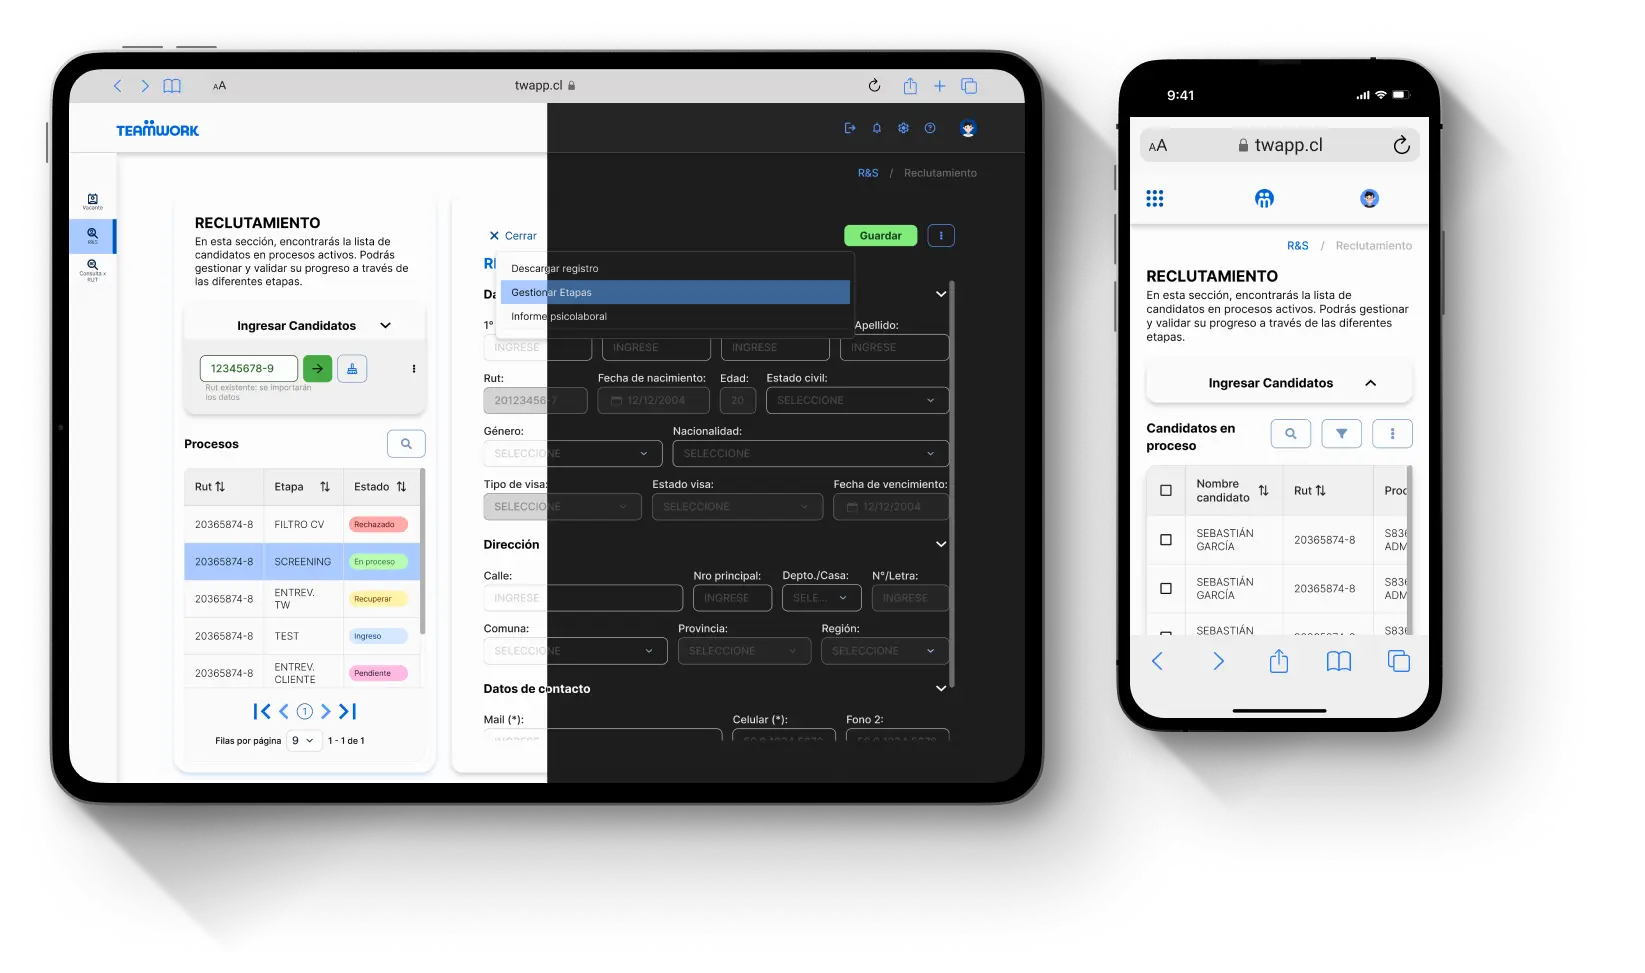 AA
twapp.cl
TEAMWORK
R&S / Reclutamiento
Vacante
R&S
Consulta x
RUT
RECLUTAMIENTO
En esta sección, encontrarás la lista de
candidatos en procesos activos. Podrás
gestionar y validar su progreso a través de
las diferentes etapas.
Ingresar Candidatos
12345678-9
Rut existente: se importarán
los datos
Procesos
Rut Etapa Estado
20365874-8 FILTRO CV Rechazado
20365874-8 SCREENING En proceso
20365874-8 ENTREV.
TW Recuperar
20365874-8 TEST Ingreso
20365874-8 ENTREV.
CLIENTE Pendiente
1
Filas por página 9 1 - 1 de 1
Cerrar
Guardar
Descargar registro
Gestionar Etapas
Informe psicolaboral
1°
Apellido:
INGRESE INGRESE INGRESE INGRESE
Rut: Fecha de nacimiento: Edad: Estado civil:
20123456-7 12/12/2004 20 SELECCIONE
Género: Nacionalidad:
SELECCIONE SELECCIONE
Tipo de visa: Estado visa: Fecha de vencimiento:
SELECCIONE SELECCIONE 12/12/2004
Dirección
Calle: Nro principal: Depto./Casa: N°/Letra:
INGRESE INGRESE SELE... INGRESE
Comuna: Provincia: Región:
SELECCIONE SELECCIONE SELECCIONE
Datos de contacto
Mail (*): Celular (*): Fono 2:
9:41
AA
twapp.cl
R&S / Reclutamiento
RECLUTAMIENTO
En esta sección, encontrarás la lista de
candidatos en procesos activos. Podrás gestionar
y validar su progreso a través de las diferentes
etapas.
Ingresar Candidatos
Candidatos en
proceso
Nombre
candidato Rut Proc
SEBASTIÁN
GARCÍA 20365874-8 S836
ADM
SEBASTIÁN
GARCÍA 20365874-8 S836
ADM
SEBASTIÁN